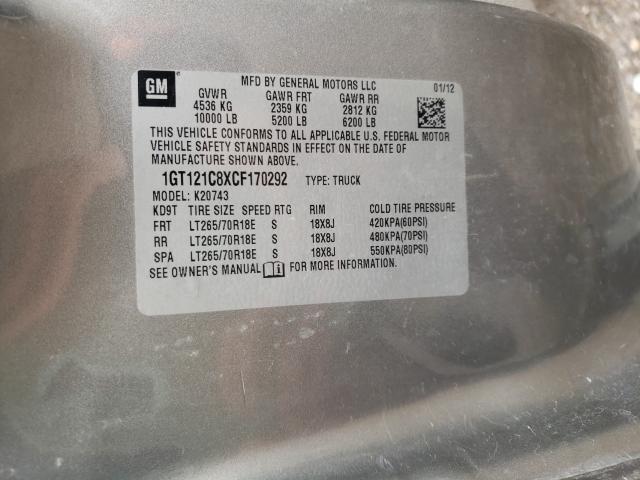 GM
MFD BY GENERAL MOTORS LLC 01/12
GVWR GAWR FRT GAWR RR
4536 KG 2359 KG 2812 KG
10000 LB 5200 LB 6200 LB
THIS VEHICLE CONFORMS TO ALL APPLICABLE U.S. FEDERAL MOTOR
VEHICLE SAFETY STANDARDS IN EFFECT ON THE DATE OF
MANUFACTURE SHOWN ABOVE.
1GT121C8XCF170292 TYPE: TRUCK
MODEL: K20743
KD9T TIRE SIZE SPEED RTG RIM COLD TIRE PRESSURE
FRT LT265/70R18E S 18X8J 420KPA(60PSI)
RR LT265/70R18E S 18X8J 480KPA(70PSI)
SPA LT265/70R18E S 18X8J 550KPA(80PSI)
SEE OWNER'S MANUAL FOR MORE INFORMATION.